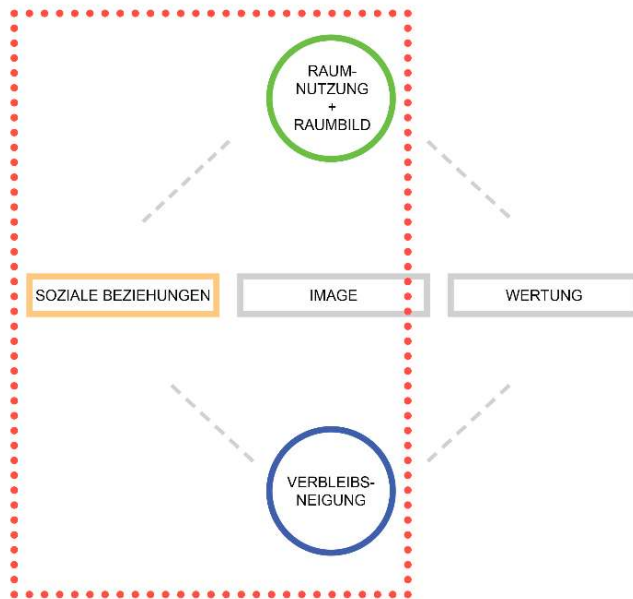 RAUM-
NUTZUNG
+
RAUMBILD
SOZIALE BEZIEHUNGEN
IMAGE
WERTUNG
VERBLEIBS-
NEIGUNG